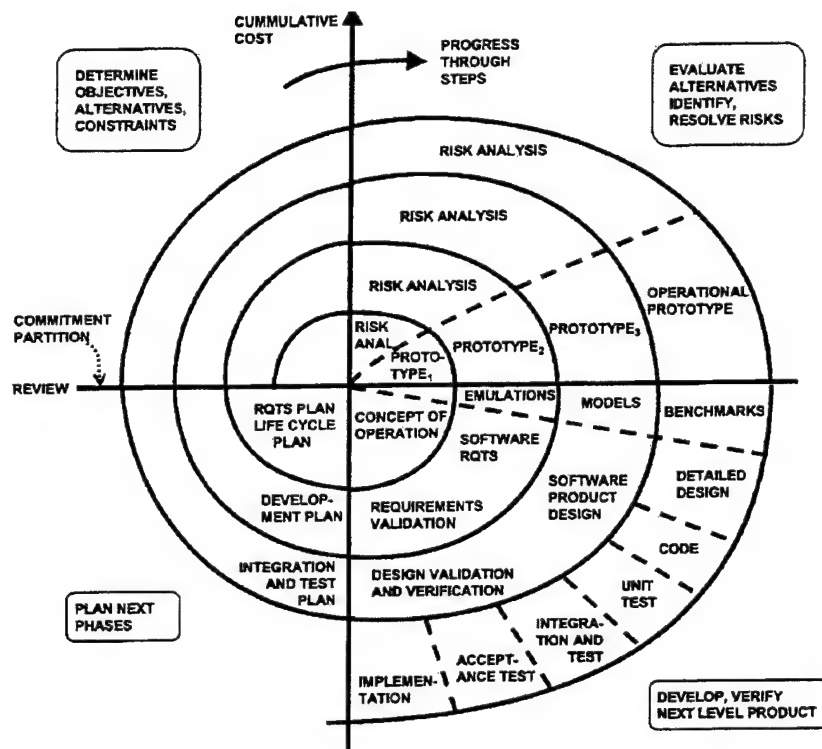 CUMMULATIVE
COST
PROGRESS
THROUGH
STEPS
DETERMINE
OBJECTIVES,
ALTERNATIVES,
CONSTRAINTS
EVALUATE
ALTERNATIVES
IDENTIFY,
RESOLVE RISKS
RISK ANALYSIS
RISK ANALYSIS
RISK ANALYSIS
RISK
ANAL.
PROTO-
TYPE1
PROTOTYPE2
PROTOTYPE3
OPERATIONAL
PROTOTYPE
COMMITMENT
PARTITION
REVIEW
EMULATIONS
MODELS
BENCHMARKS
RQTS PLAN
LIFE CYCLE
PLAN
CONCEPT OF
OPERATION
SOFTWARE
RQTS
SOFTWARE
PRODUCT
DESIGN
DETAILED
DESIGN
DEVELOP-
MENT PLAN
REQUIREMENTS
VALIDATION
CODE
UNIT
TEST
INTEGRATION
AND TEST
PLAN
DESIGN VALIDATION
AND VERIFICATION
INTEGRA-
TION AND
TEST
ACCEPT-
ANCE TEST
IMPLEMEN-
TATION
PLAN NEXT
PHASES
DEVELOP, VERIFY
NEXT LEVEL PRODUCT